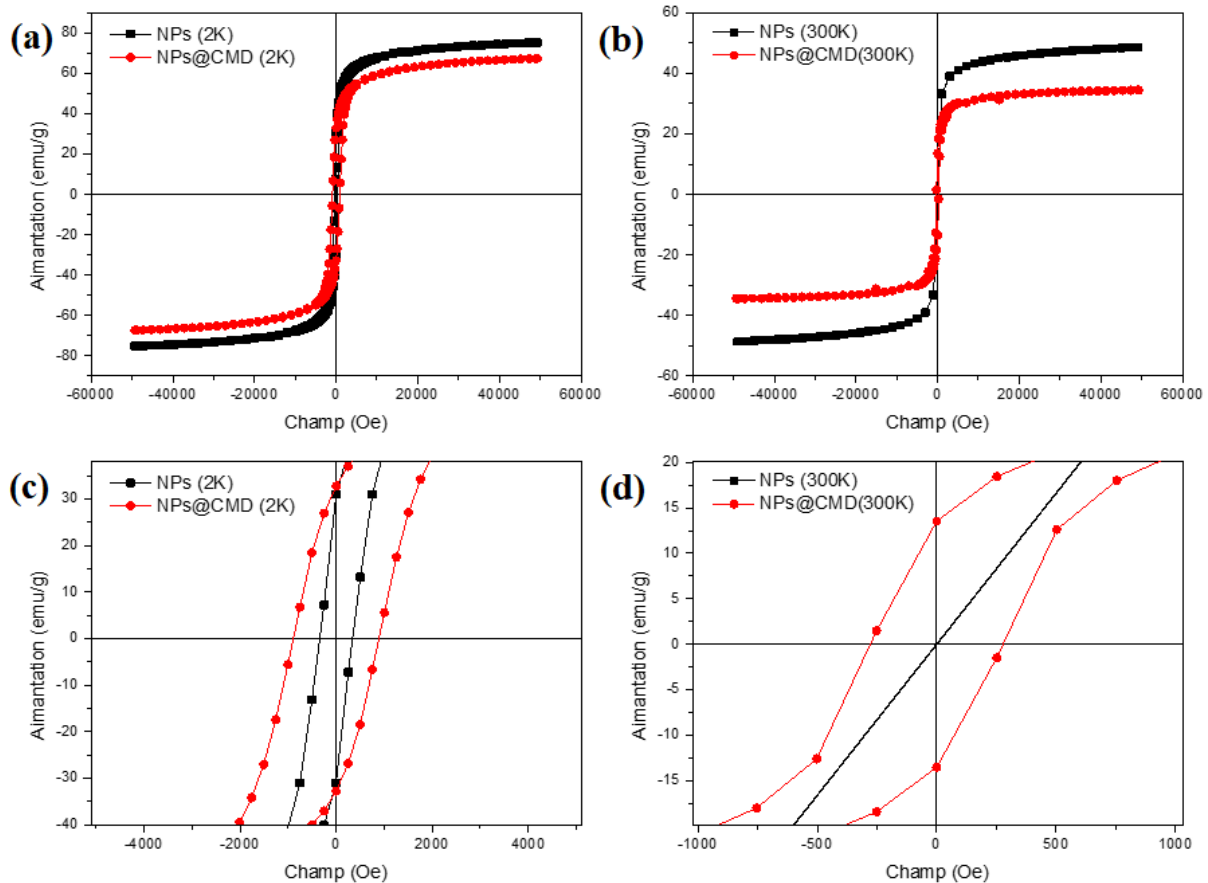 (a)
NPs (2K)
NPs@CMD (2K)
Aimantation (emu/g)
80
60
40
20
0
-20
-40
-60
-80
-60000 -40000 -20000 0 20000 40000 60000
Champ (Oe)
(b)
NPs (300K)
NPs@CMD(300K)
Aimantation (emu/g)
60
40
20
0
-20
-40
-60
-60000 -40000 -20000 0 20000 40000 60000
Champ (Oe)
(c)
NPs (2K)
NPs@CMD (2K)
Aimantation (emu/g)
30
20
10
0
-10
-20
-30
-40
-4000 -2000 0 2000 4000
Champ (Oe)
(d)
NPs (300K)
NPs@CMD(300K)
Aimantation (emu/g)
20
15
10
5
0
-5
-10
-15
-1000 -500 0 500 1000
Champ (Oe)